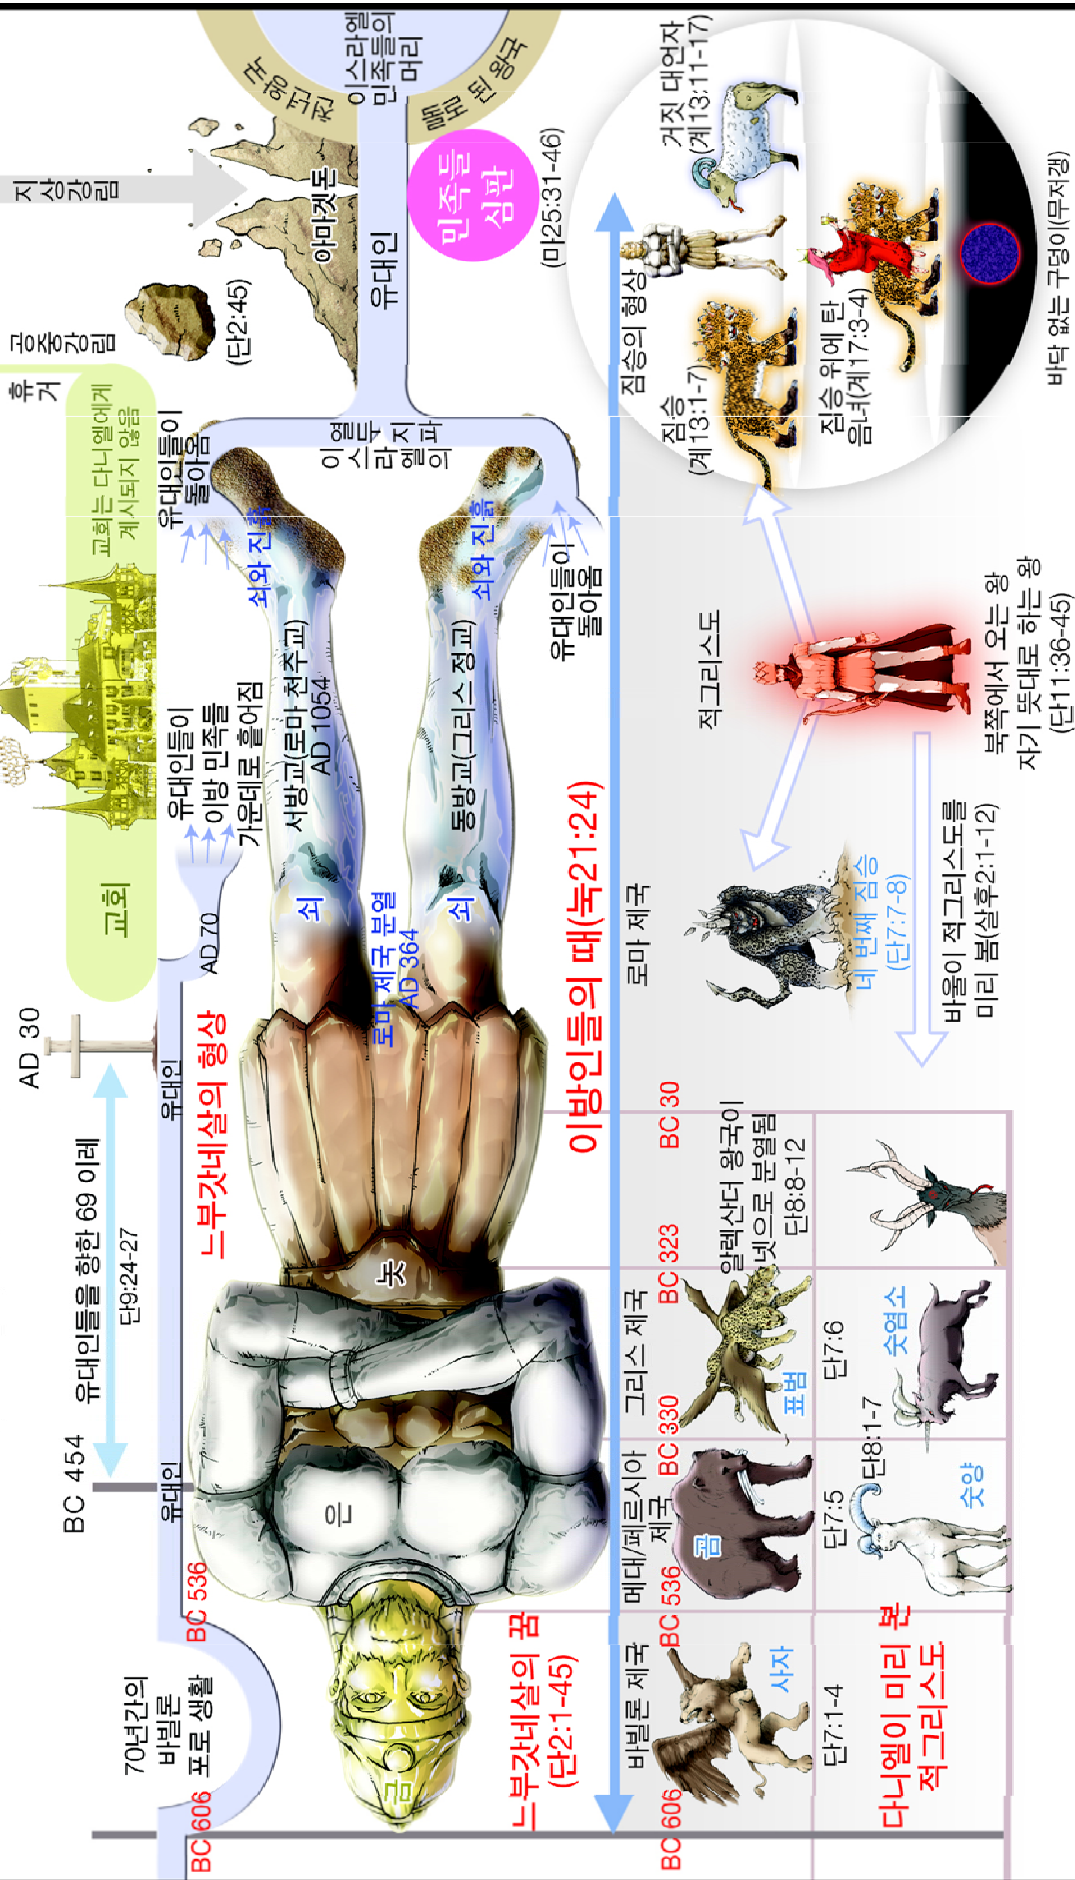 70년간의
바빌론
포로 생활
BC 606
BC 536
BC 454
유대인들을 향한 69 이레
단9:24-27
AD 30
유대인
유대인
느부갓네살의 형상
교회
교회는 다니엘에게
계시되지 않음
휴
거
공중강림
지상강림
AD 70
유대인들이
이방 민족들
가운데로 흩어짐
유대인들이
돌아옴
(단2:45)
아마겟돈
천년왕국
이스라엘
민족들의
머리
돌로 된 왕국
유대인
민족들
심판
(마25:31-46)
금
은
놋
쇠
쇠
로마 제국 분열
AD 364
서방교(로마 천주교)
AD 1054
동방교(그리스 정교)
쇠와 진흙
쇠와 진흙
이스라엘의
열두지파
유대인들이
돌아옴
느부갓네살의 꿈
(단2:1-45)
이방인들의 때(눅21:24)
BC 606
바빌론 제국
BC 536
메대/페르시아
제국
BC 330
그리스 제국
BC 323
BC 30
로마 제국
사자
곰
표범
알렉산더 왕국이
넷으로 분열됨
단8:8-12
네 번째 짐승
(단7:7-8)
단7:1-4
단7:5
단7:6
단8:1-7
숫양
숫염소
다니엘이 미리 본
적그리스도
바울이 적그리스도를
미리 봄(살후2:1-12)
적그리스도
북쪽에서 오는 왕
자기 뜻대로 하는 왕
(단11:36-45)
짐승
(계13:1-7)
짐승의 형상
거짓 대언자
(계13:11-17)
짐승 위에 탄
음녀(계17:3-4)
바닥 없는 구덩이(무저갱)